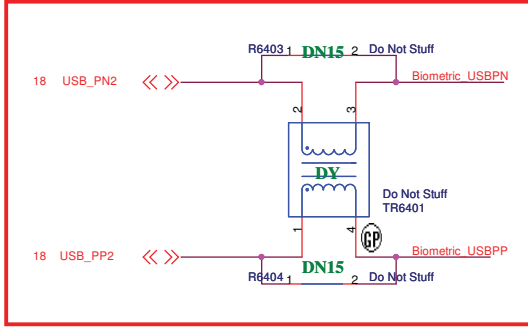 R6403 1 DN15 2 Do Not Stuff
18 USB_PN2 Biometric_USBPN
2 3
DY
Do Not Stuff
TR6401
1 4 GP
18 USB_PP2 Biometric_USBPP
DN15
R6404 1 2 Do Not Stuff